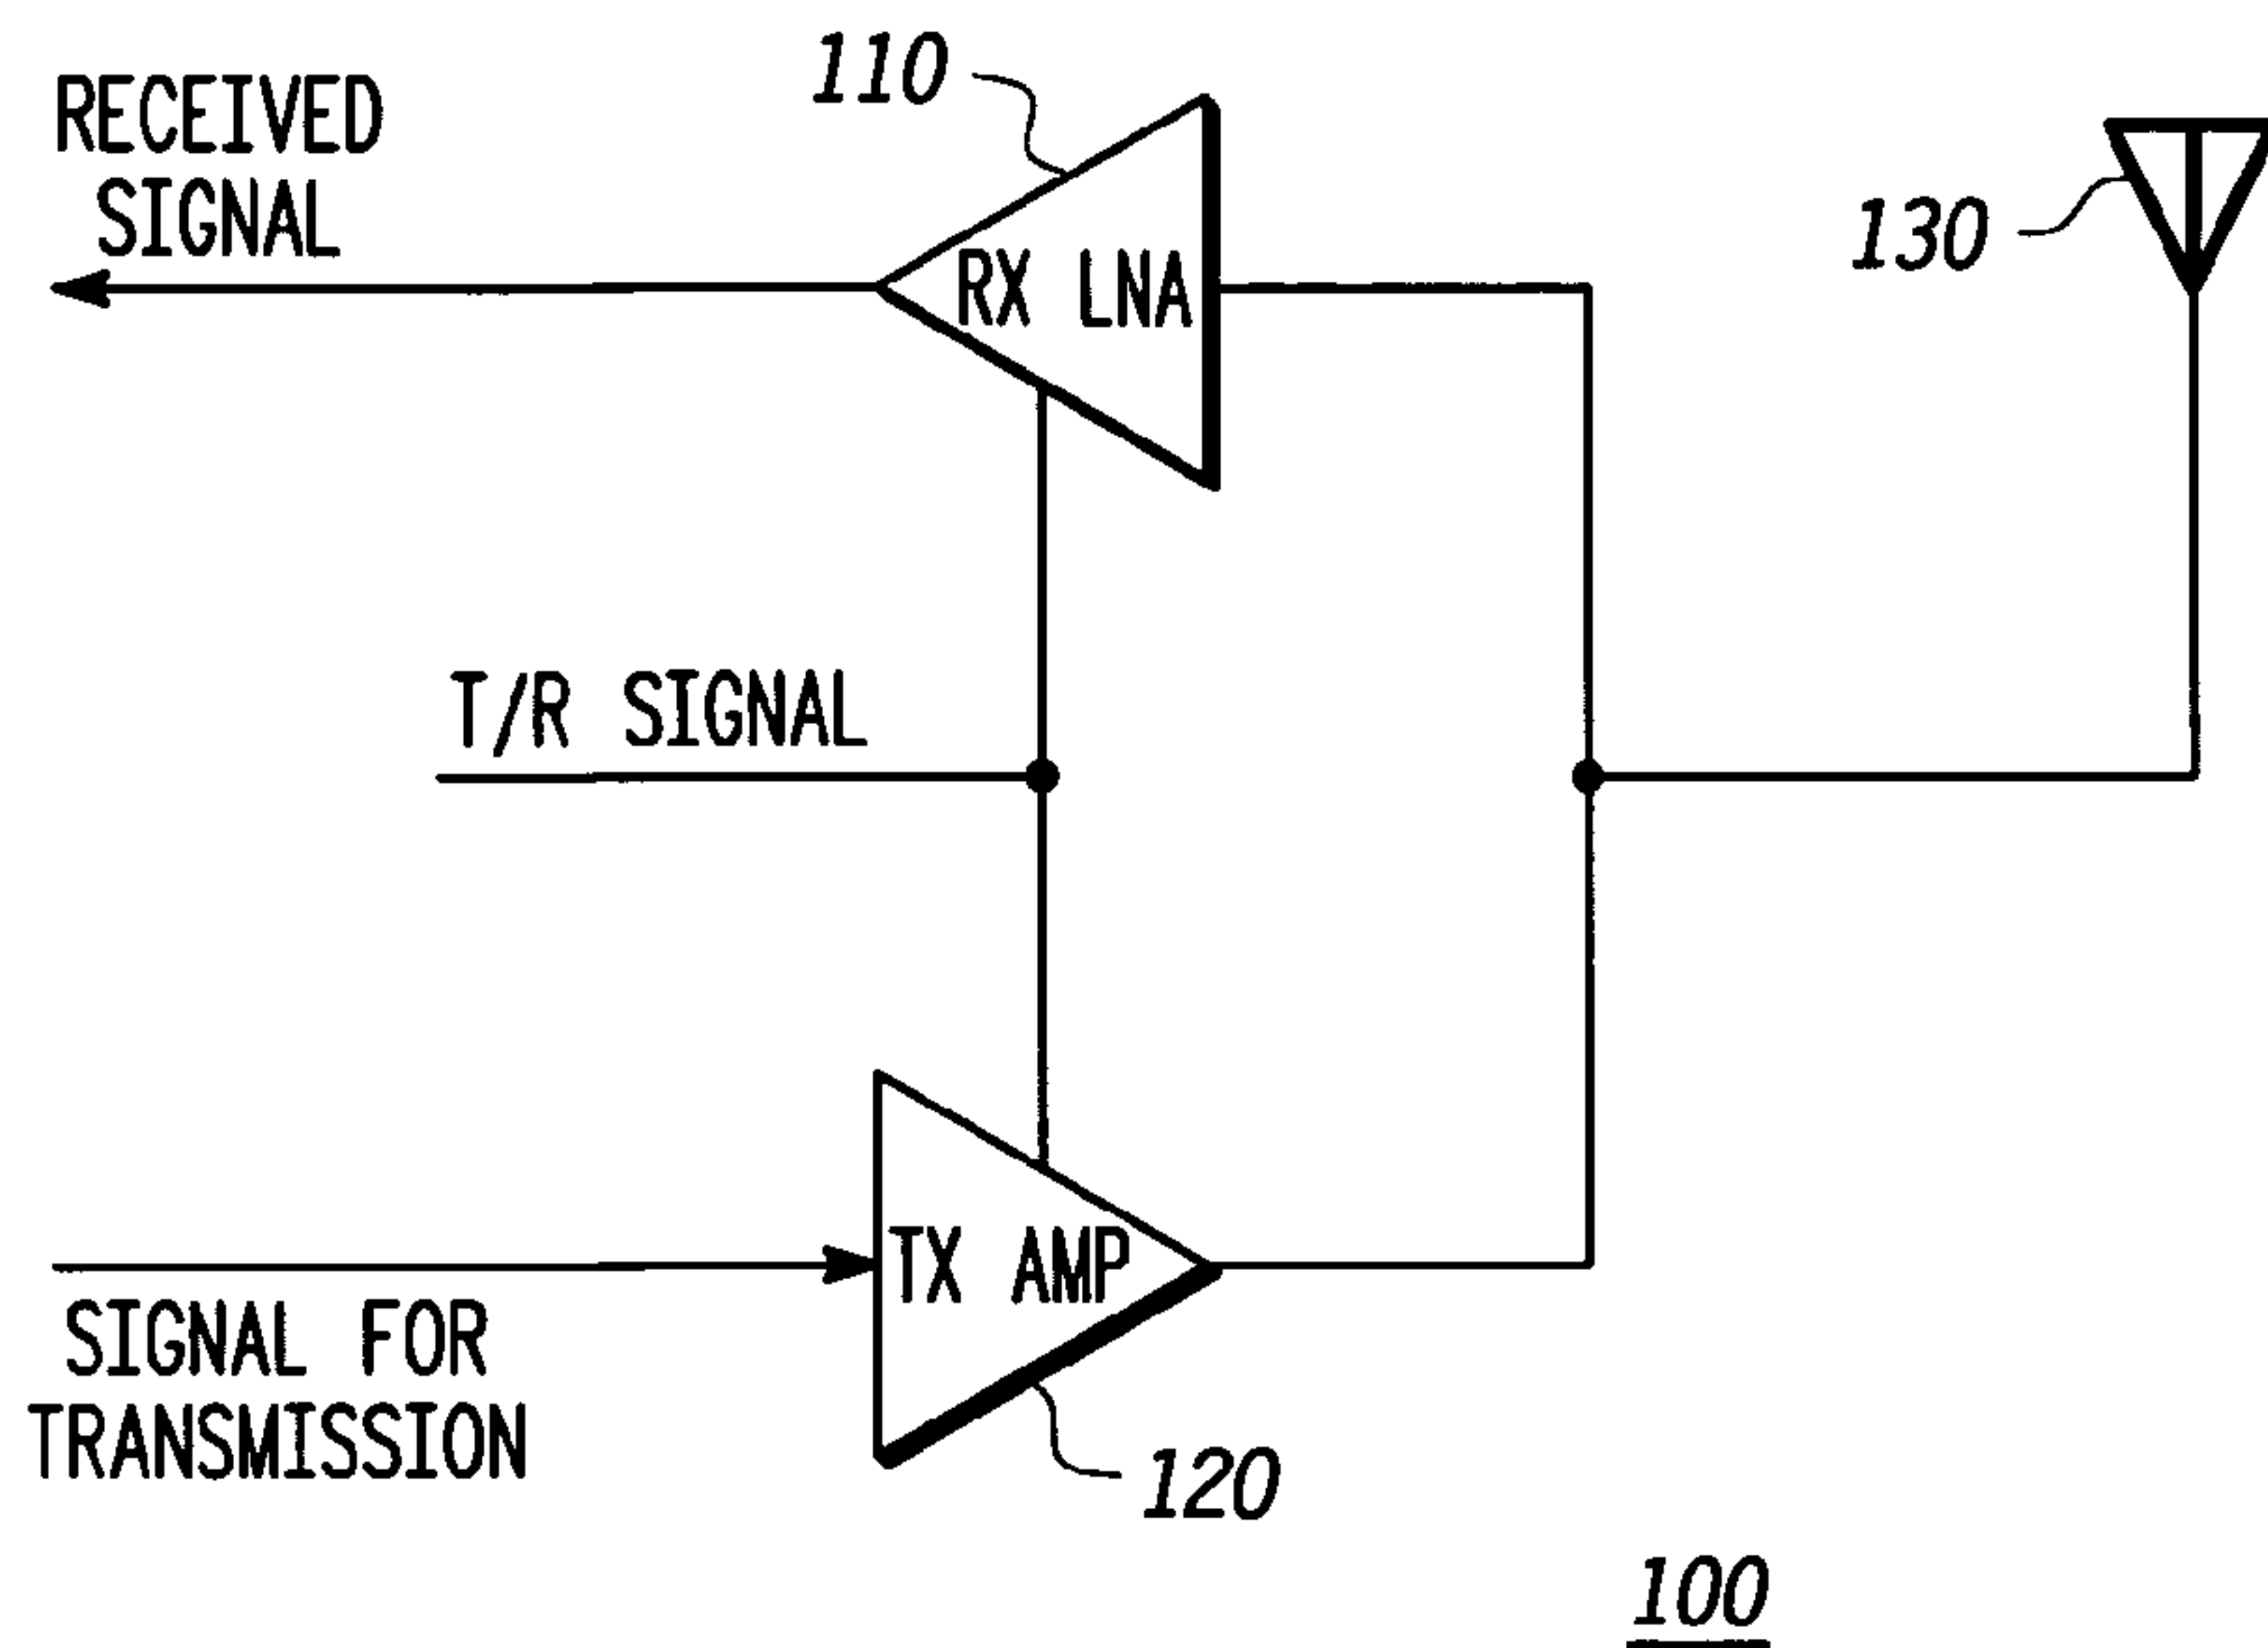 110
RECEIVED
SIGNAL
130
RX LNA
T/R SIGNAL
TX AMP
SIGNAL FOR
TRANSMISSION
120
100